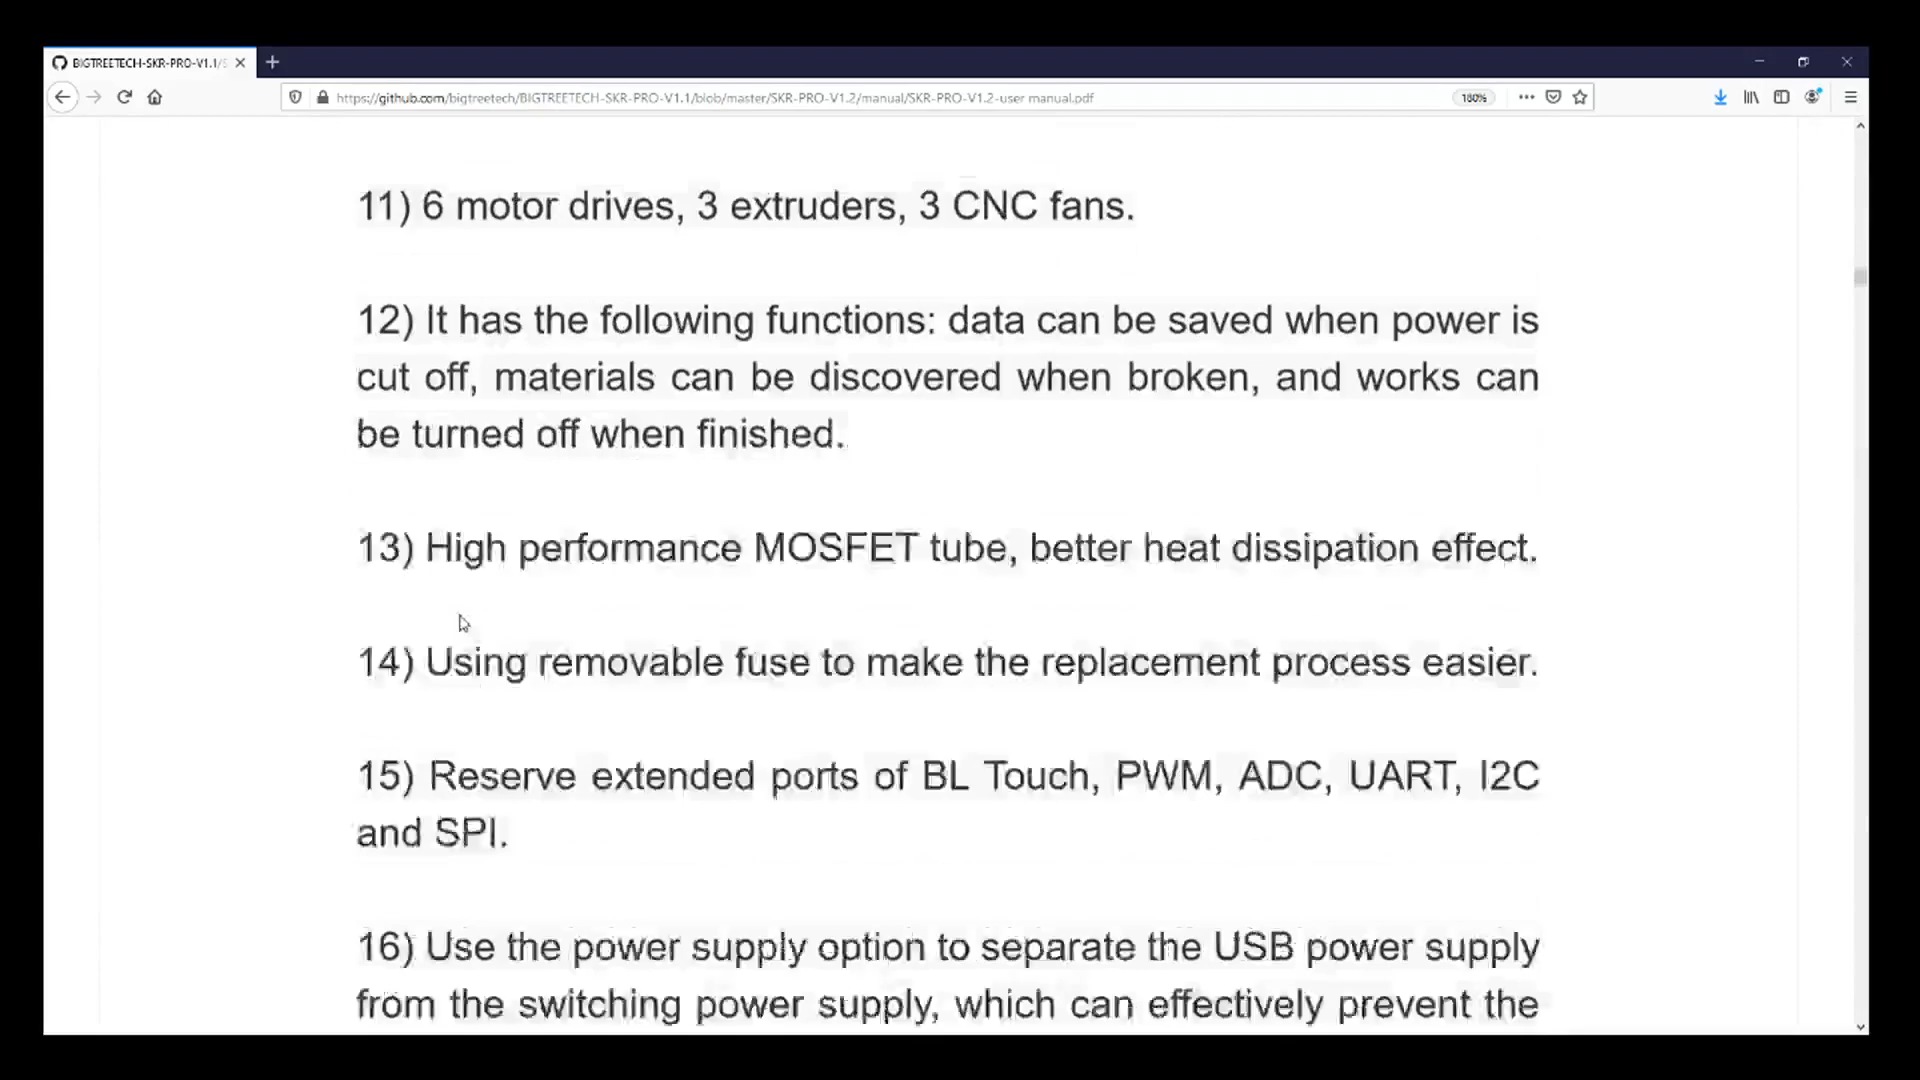 BIGTREETECH-SKR-PRO-V1.1/S
https://github.com/bigtreetech/BIGTREETECH-SKR-PRO-V1.1/blob/master/SKR-PRO-V1.2/manual/SKR-PRO-V1.2-user manual.pdf
180%
11) 6 motor drives, 3 extruders, 3 CNC fans.
12) It has the following functions: data can be saved when power is
cut off, materials can be discovered when broken, and works can
be turned off when finished.
13) High performance MOSFET tube, better heat dissipation effect.
14) Using removable fuse to make the replacement process easier.
15) Reserve extended ports of BL Touch, PWM, ADC, UART, I2C
and SPI.
16) Use the power supply option to separate the USB power supply
from the switching power supply, which can effectively prevent the